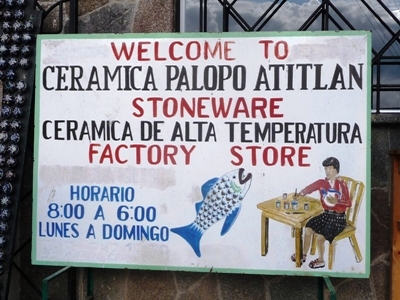 WELCOME TO
CERAMICA PALOPO ATITLAN
STONEWARE
CERAMICA DE ALTA TEMPERATURA
FACTORY STORE
HORARIO
8:00 A 6:00
LUNES A DOMINGO